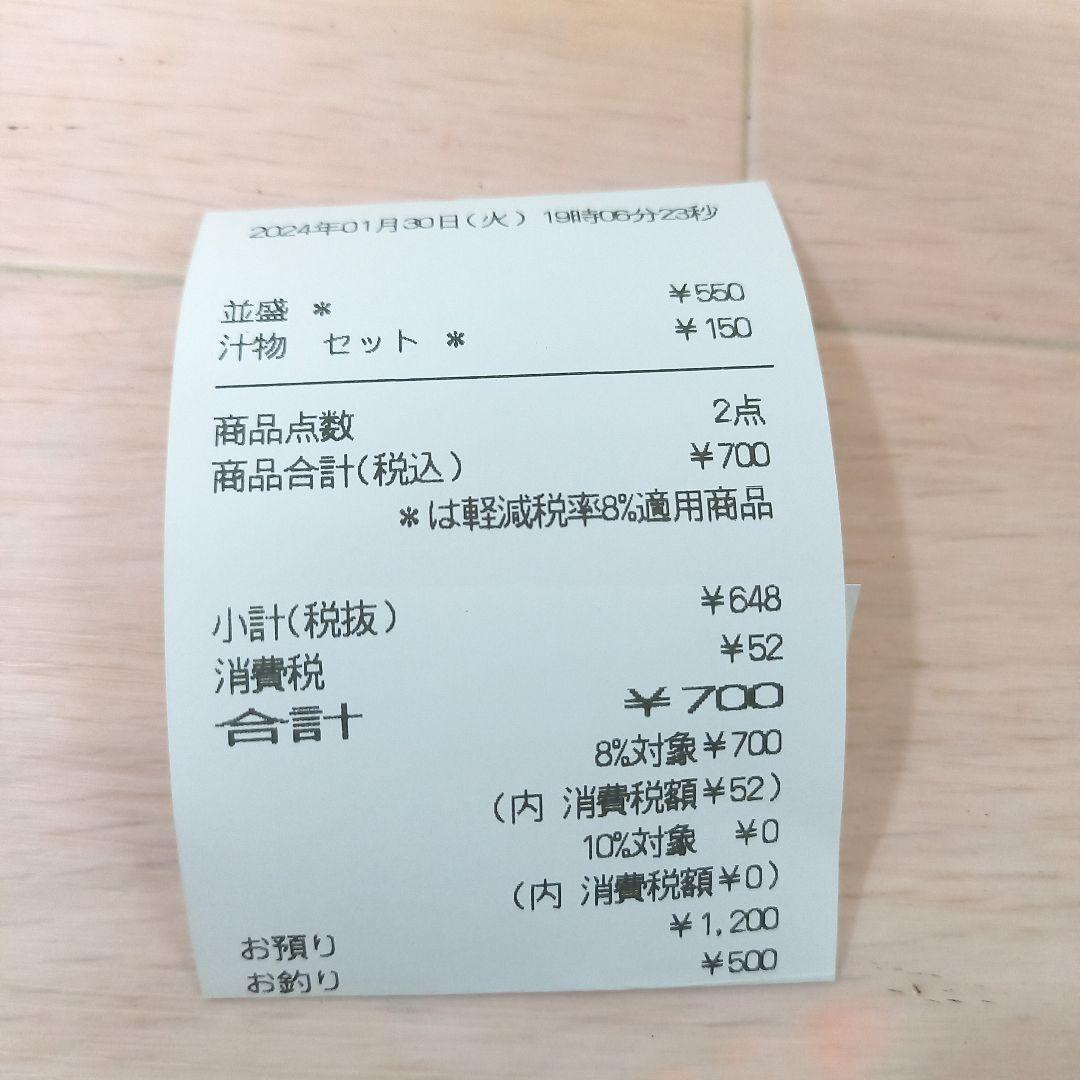 2024年01月30日(火) 19時06分23秒
並盛 * ¥550
汁物 セット * ¥150
商品点数 2点
商品合計(税込) ¥700
*は軽減税率8%適用商品
小計(税抜) ¥648
消費税 ¥52
合計 ¥700
8%対象¥700
(内 消費税額¥52)
10%対象 ¥0
(内 消費税額¥0)
お預り ¥1,200
お釣り ¥500